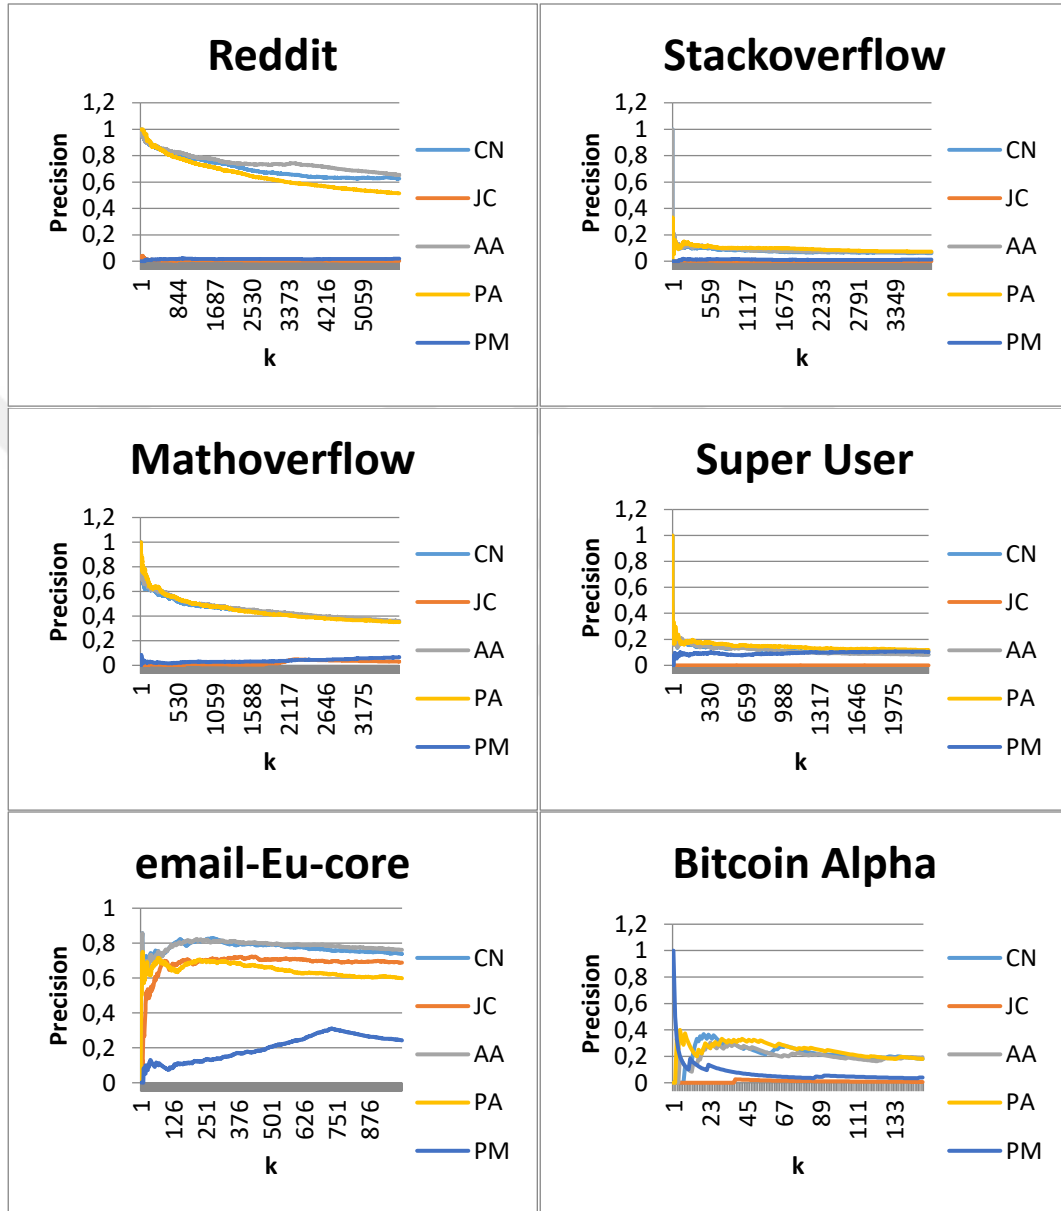 Reddit
1,2
1
0,8
0,6
0,4
0,2
0
Precision
1
844
1687
2530
3373
4216
5059
k
CN
JC
AA
PA
PM
Stackoverflow
1,2
1
0,8
0,6
0,4
0,2
0
Precision
1
559
1117
1675
2233
2791
3349
k
CN
JC
AA
PA
PM
Mathoverflow
1,2
1
0,8
0,6
0,4
0,2
0
Precision
1
530
1059
1588
2117
2646
3175
k
CN
JC
AA
PA
PM
Super User
1,2
1
0,8
0,6
0,4
0,2
0
Precision
1
330
659
988
1317
1646
1975
k
CN
JC
AA
PA
PM
email-Eu-core
1
0,8
0,6
0,4
0,2
0
Precision
1
126
251
376
501
626
751
876
k
CN
JC
AA
PA
PM
Bitcoin Alpha
1,2
1
0,8
0,6
0,4
0,2
0
Precision
1
23
45
67
89
111
133
k
CN
JC
AA
PA
PM